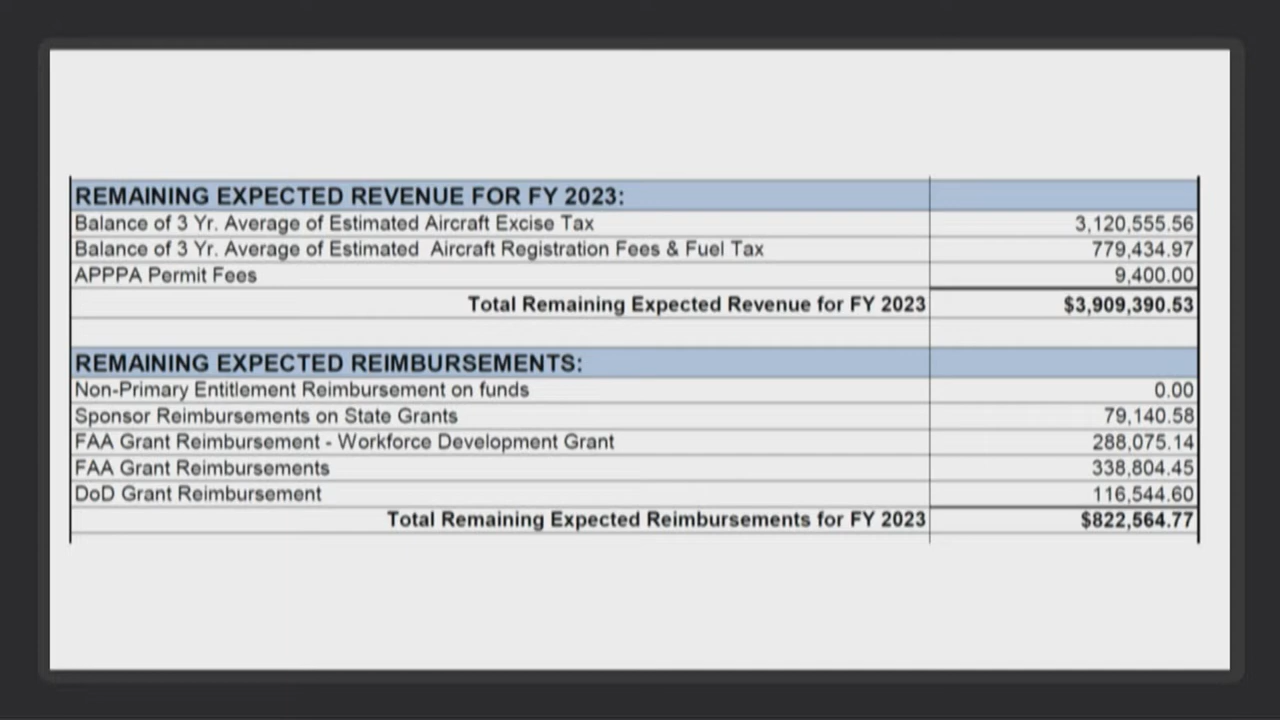 REMAINING EXPECTED REVENUE FOR FY 2023:
Balance of 3 Yr. Average of Estimated Aircraft Excise Tax 3,120,555.56
Balance of 3 Yr. Average of Estimated Aircraft Registration Fees & Fuel Tax 779,434.97
APPPA Permit Fees 9,400.00
Total Remaining Expected Revenue for FY 2023 $3,909,390.53
REMAINING EXPECTED REIMBURSEMENTS:
Non-Primary Entitlement Reimbursement on funds 0.00
Sponsor Reimbursements on State Grants 79,140.58
FAA Grant Reimbursement - Workforce Development Grant 288,075.14
FAA Grant Reimbursements 338,804.45
DoD Grant Reimbursement 116,544.60
Total Remaining Expected Reimbursements for FY 2023 $822,564.77